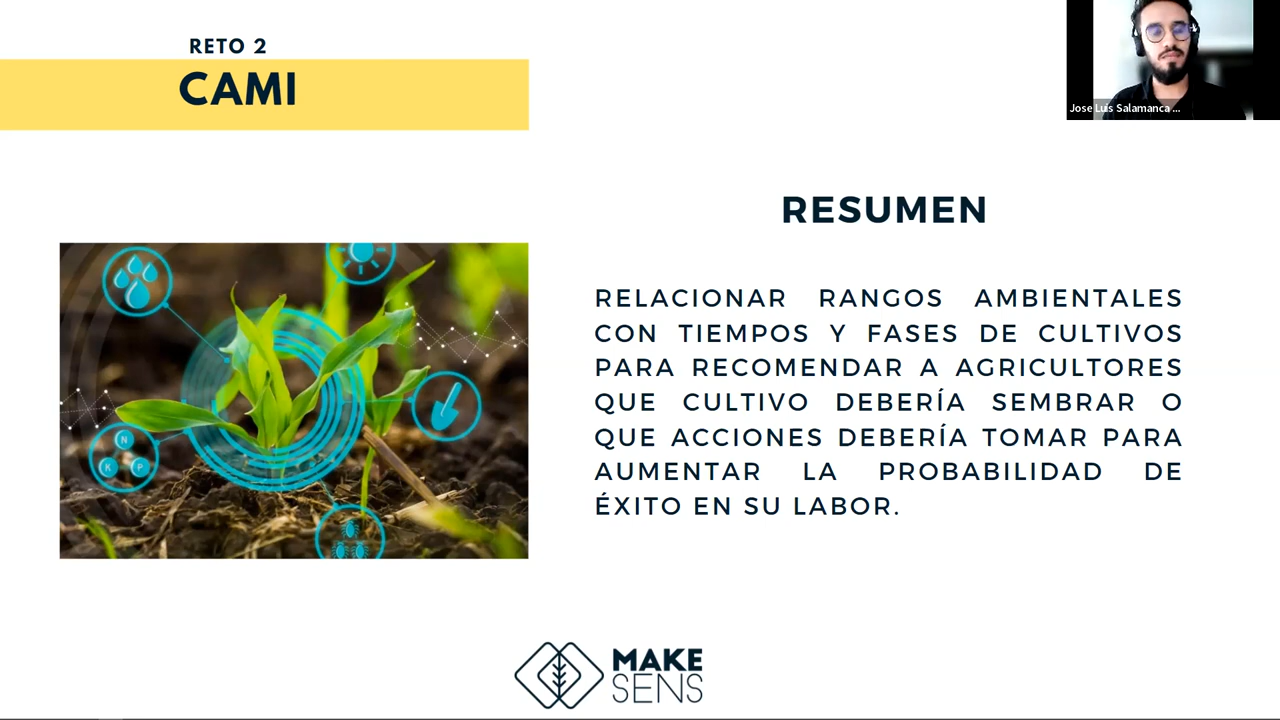 RETO 2
CAMI
Jose Luis Salamanca ...
RESUMEN
RELACIONAR RANGOS AMBIENTALES
CON TIEMPOS Y FASES DE CULTIVOS
PARA RECOMENDAR A AGRICULTORES
QUE CULTIVO DEBERÍA SEMBRAR O
QUE ACCIONES DEBERÍA TOMAR PARA
AUMENTAR LA PROBABILIDAD DE
ÉXITO EN SU LABOR.
N
K P
MAKE
SENS